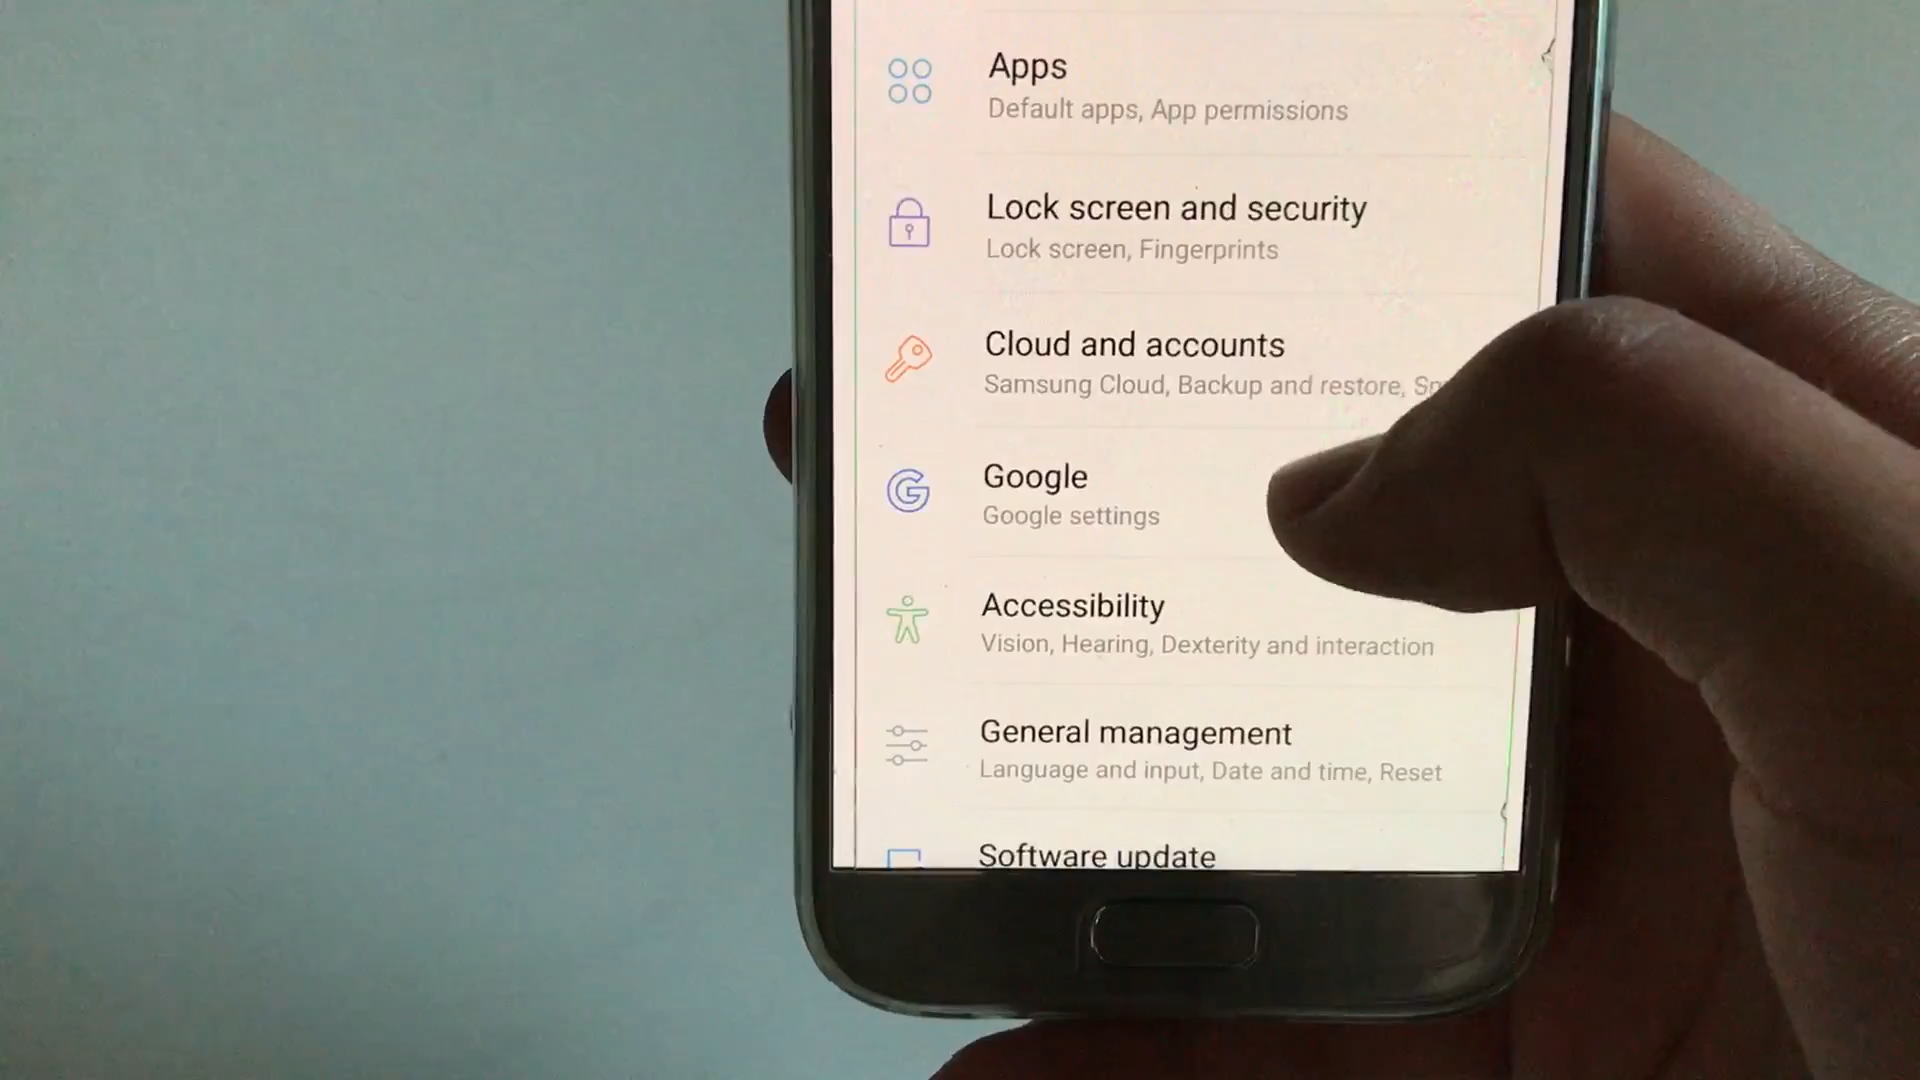 Apps
Default apps, App permissions
Lock screen and security
Lock screen, Fingerprints
Cloud and accounts
Samsung Cloud, Backup and restore,
Google
Google settings
Accessibility
Vision, Hearing, Dexterity and interaction
General management
Language and input, Date and time, Reset
Software update